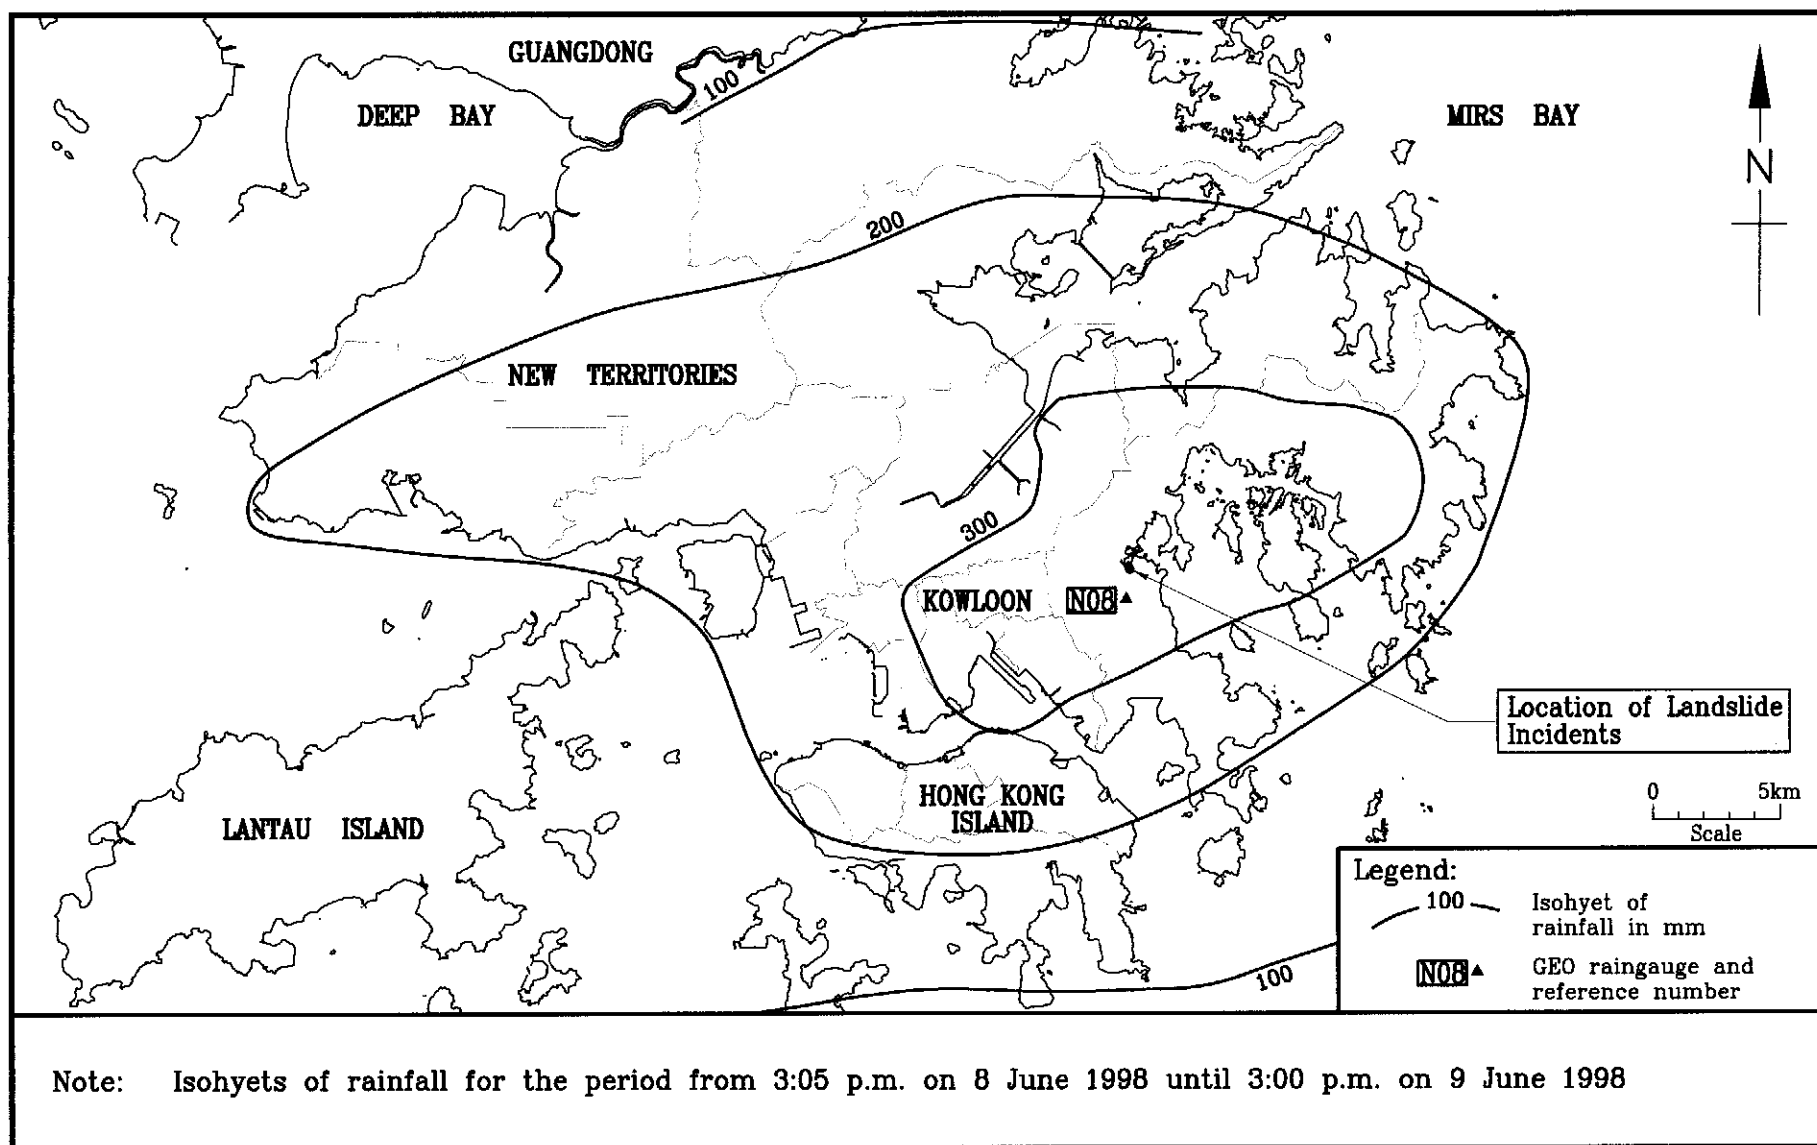 GUANGDONG
100
DEEP BAY
MIRS BAY
N
200
NEW TERRITORIES
300
KOWLOON N08
Location of Landslide
Incidents
HONG KONG
ISLAND
LANTAU ISLAND
0 5km
Scale
Legend:
100
Isohyet of
rainfall in mm
N08
GEO raingauge and
reference number
100
Note: Isohyets of rainfall for the period from 3:05 p.m. on 8 June 1998 until 3:00 p.m. on 9 June 1998